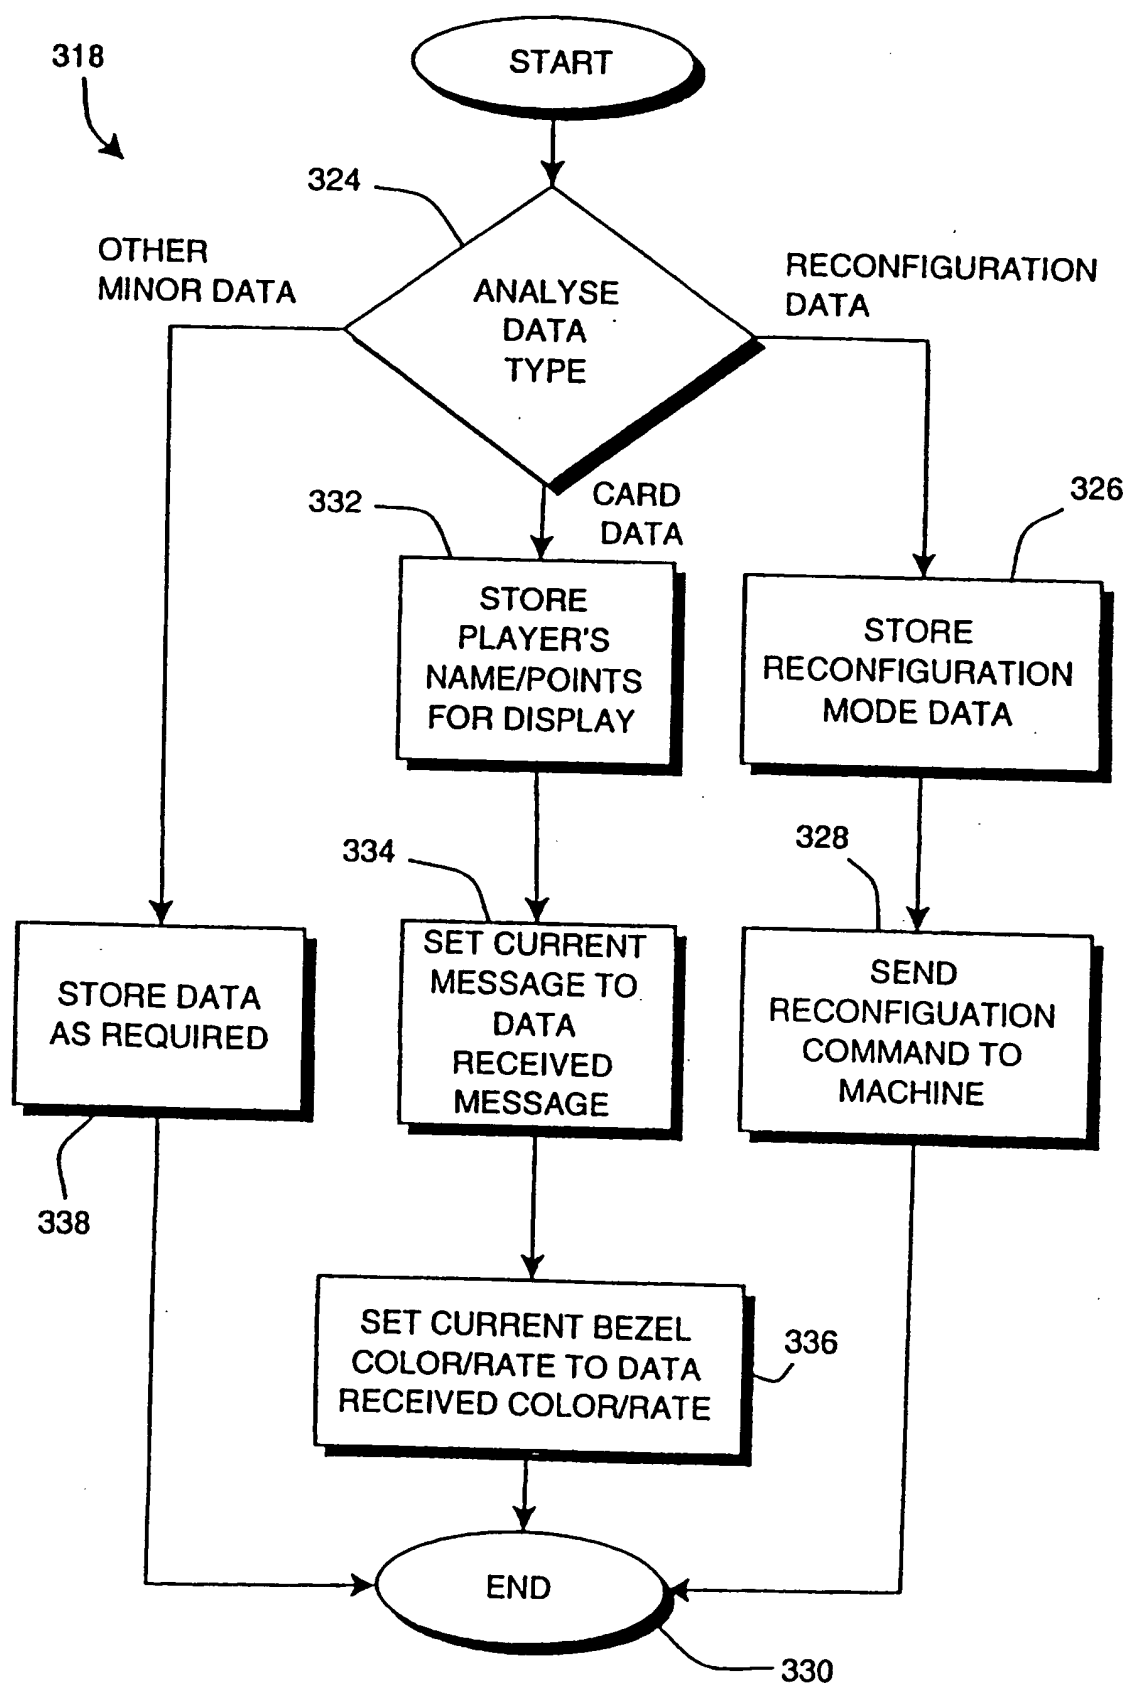 318
START
324
OTHER
MINOR DATA
ANALYSE
DATA
TYPE
RECONFIGURATION
DATA
332
CARD
DATA
326
STORE
PLAYER'S
NAME/POINTS
FOR DISPLAY
STORE
RECONFIGURATION
MODE DATA
334
328
STORE DATA
AS REQUIRED
SET CURRENT
MESSAGE TO
DATA
RECEIVED
MESSAGE
SEND
RECONFIGUATION
COMMAND TO
MACHINE
338
SET CURRENT BEZEL
COLOR/RATE TO DATA
RECEIVED COLOR/RATE
336
END
330